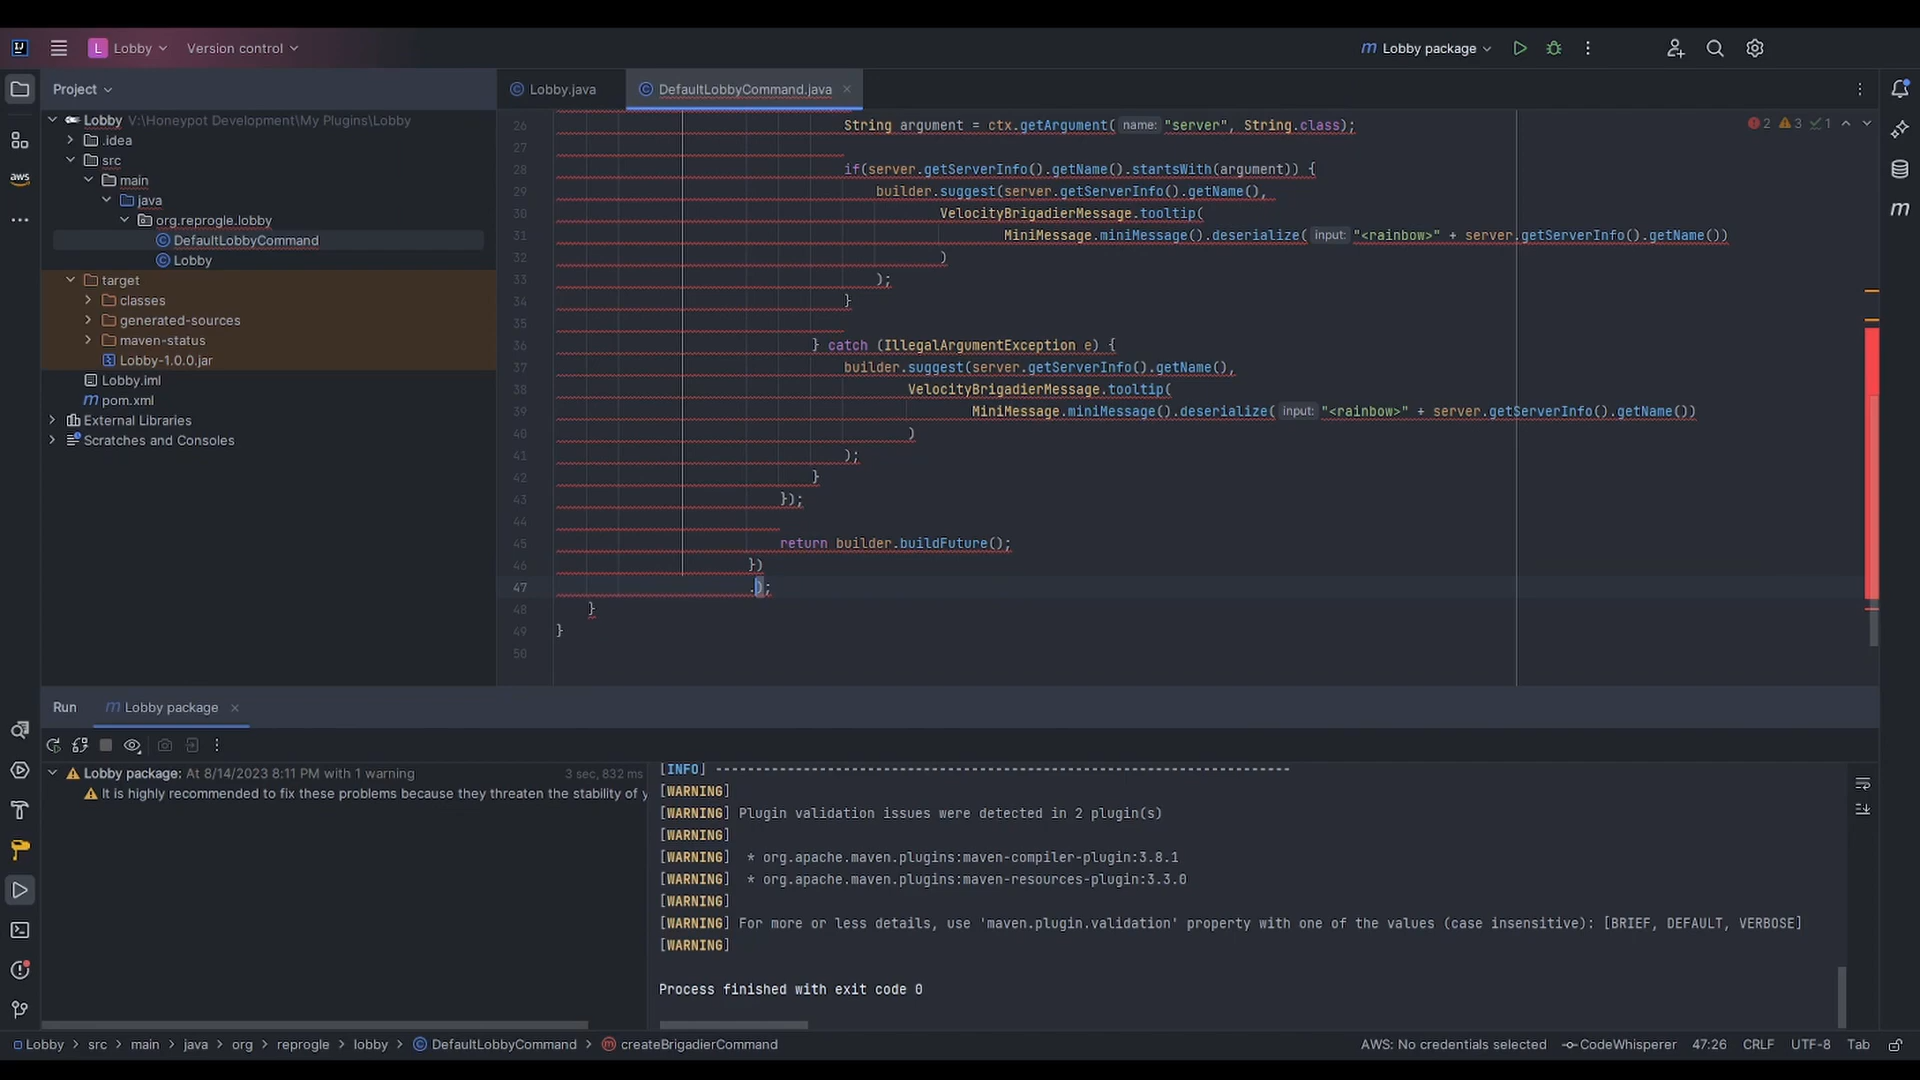 L Lobby Version control
m Lobby package
Project
Lobby.java
DefaultLobbyCommand.java
Lobby V:\Honeypot Development\My Plugins\Lobby
.idea
src
main
java
org.reprogle.lobby
DefaultLobbyCommand
Lobby
target
classes
generated-sources
maven-status
Lobby-1.0.0.jar
Lobby.iml
m pom.xml
External Libraries
Scratches and Consoles
aws
2 3 1
26 String argument = ctx.getArgument( name: "server", String.class);
27
28 if(server.getServerInfo().getName().startsWith(argument)) {
29 builder.suggest(server.getServerInfo().getName(),
30 VelocityBrigadierMessage.tooltip(
31 MiniMessage.miniMessage().deserialize( input: "<rainbow>" + server.getServerInfo().getName())
32 )
33 );
34 }
35
36 } catch (IllegalArgumentException e) {
37 builder.suggest(server.getServerInfo().getName(),
38 VelocityBrigadierMessage.tooltip(
39 MiniMessage.miniMessage().deserialize( input: "<rainbow>" + server.getServerInfo().getName())
40 )
41 );
42 }
43 });
44
45 return builder.buildFuture();
46 })
47 .);
48 }
49 }
50
Run m Lobby package
Lobby package: At 8/14/2023 8:11 PM with 1 warning 3 sec, 832 ms
It is highly recommended to fix these problems because they threaten the stability of y
[INFO] ------------------------------------------------------------------------
[WARNING]
[WARNING] Plugin validation issues were detected in 2 plugin(s)
[WARNING]
[WARNING]  * org.apache.maven.plugins:maven-compiler-plugin:3.8.1
[WARNING]  * org.apache.maven.plugins:maven-resources-plugin:3.3.0
[WARNING]
[WARNING] For more or less details, use 'maven.plugin.validation' property with one of the values (case insensitive): [BRIEF, DEFAULT, VERBOSE]
[WARNING]
Process finished with exit code 0
Lobby > src > main > java > org > reprogle > lobby > DefaultLobbyCommand > createBrigadierCommand
AWS: No credentials selected CodeWhisperer 47:26 CRLF UTF-8 Tab